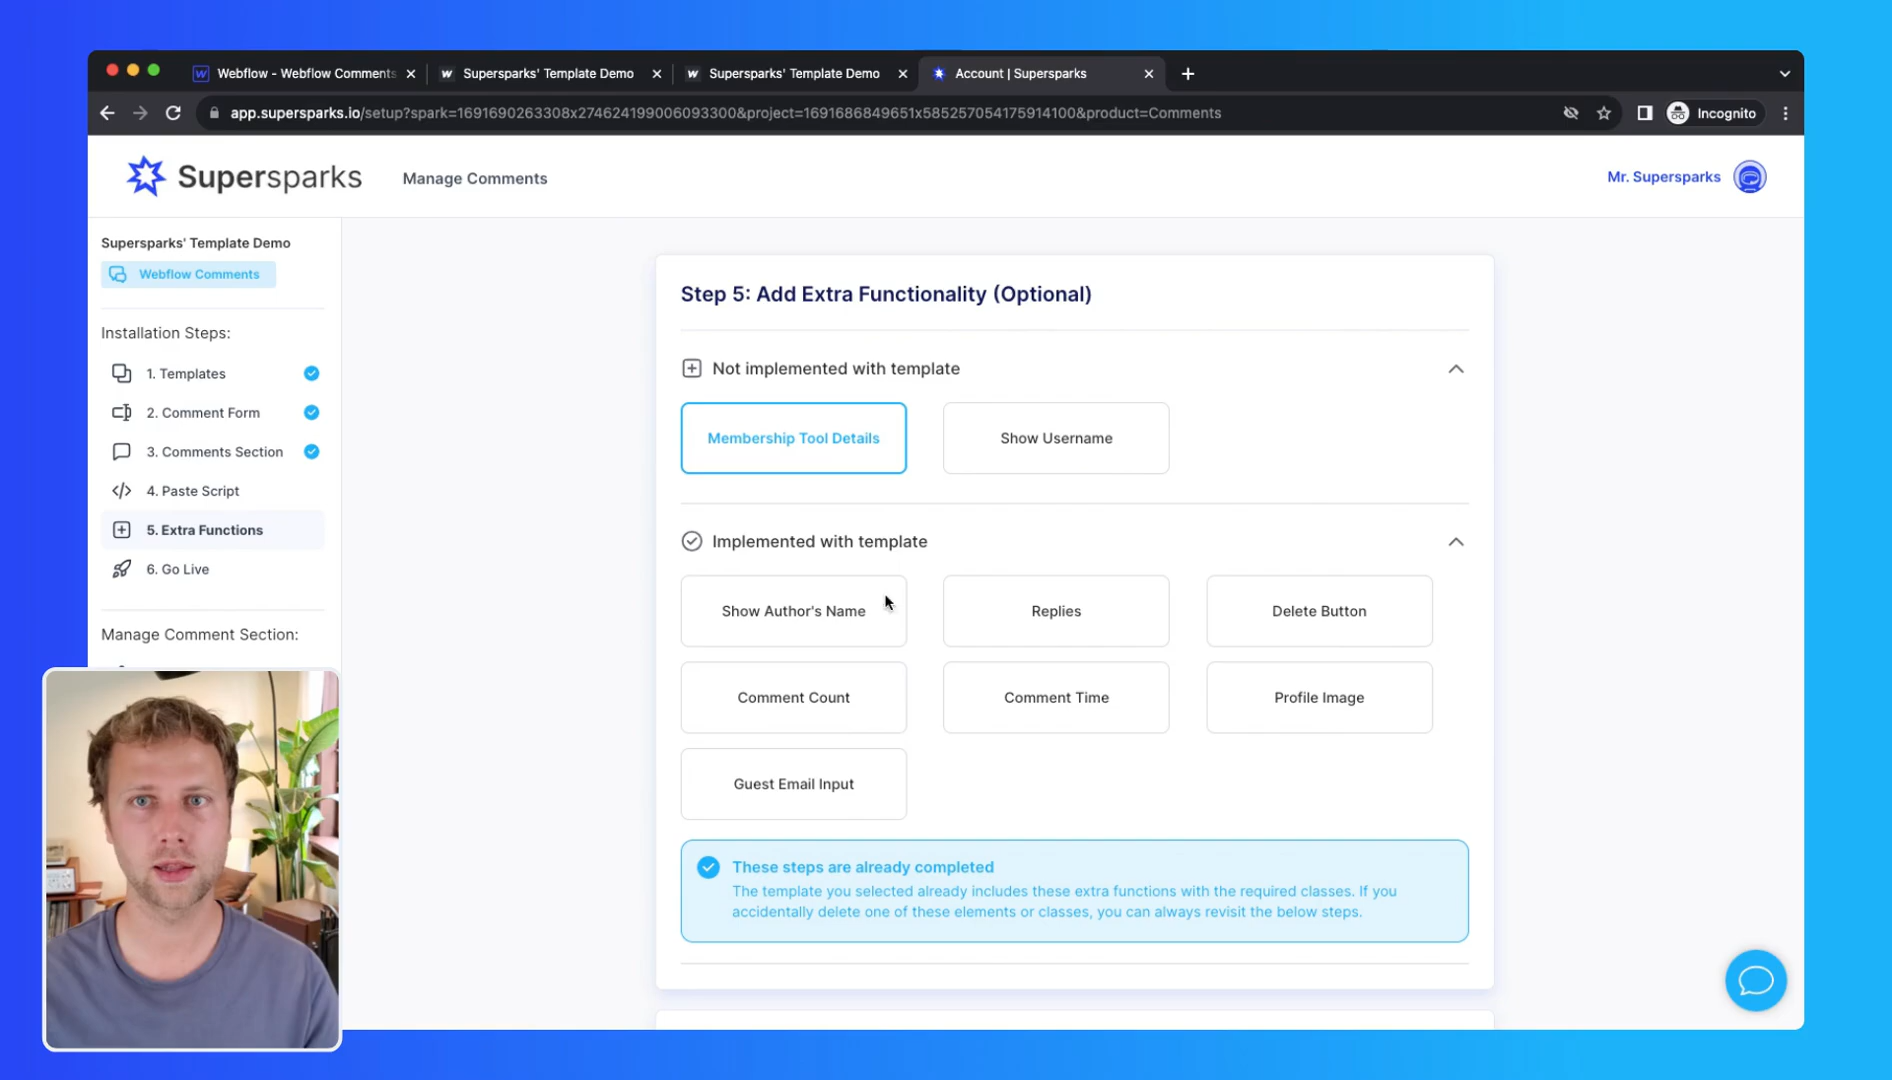 Webflow - Webflow Comments
Supersparks' Template Demo
Supersparks' Template Demo
Account | Supersparks
app.supersparks.io/setup?spark=1691690263308x274624199006093300&project=1691686849651x585257054175914100&product=Comments
Incognito
Supersparks
Manage Comments
Mr. Supersparks
Supersparks' Template Demo
Webflow Comments
Installation Steps:
1. Templates
2. Comment Form
3. Comments Section
4. Paste Script
5. Extra Functions
6. Go Live
Manage Comment Section:
Step 5: Add Extra Functionality (Optional)
Not implemented with template
Membership Tool Details
Show Username
Implemented with template
Show Author's Name
Replies
Delete Button
Comment Count
Comment Time
Profile Image
Guest Email Input
These steps are already completed
The template you selected already includes these extra functions with the required classes. If you
accidentally delete one of these elements or classes, you can always revisit the below steps.